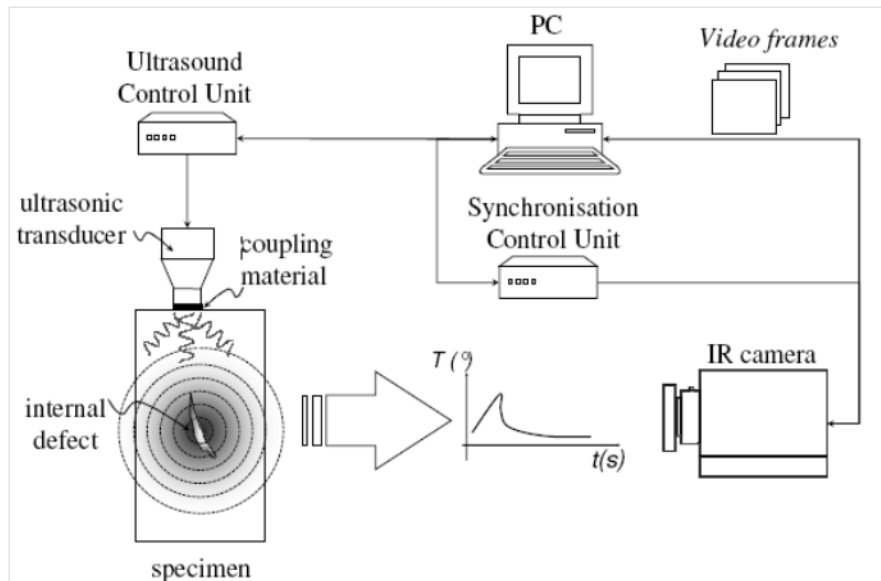 PC
Video frames
Ultrasound
Control Unit
ultrasonic
transducer
coupling
material
Synchronisation
Control Unit
IR camera
T (°)
t(s)
internal
defect
specimen